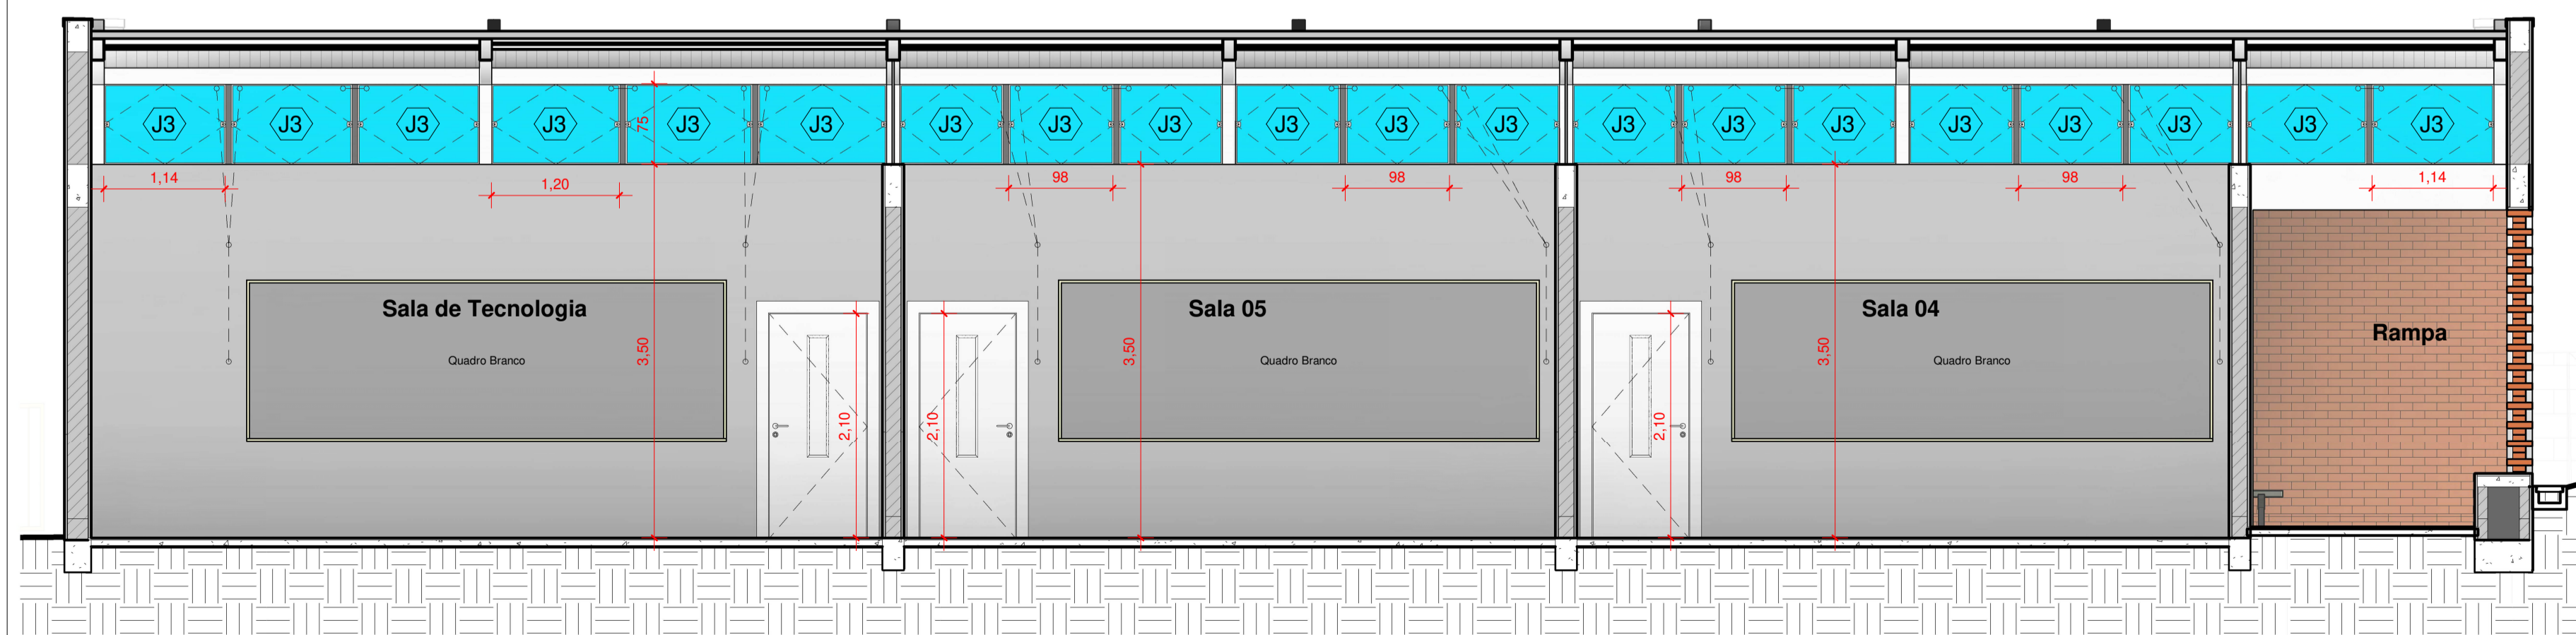 J3 J3 J3 J3 J3 J3 J3 J3 J3 J3 J3 J3 J3 J3 J3 J3 J3 J3 J3 J3
75
1,14 1,20 98 98 98 98 1,14
Sala de Tecnologia Sala 05 Sala 04
Rampa
3,50 3,50 3,50
Quadro Branco Quadro Branco Quadro Branco
2,10 2,10 2,10